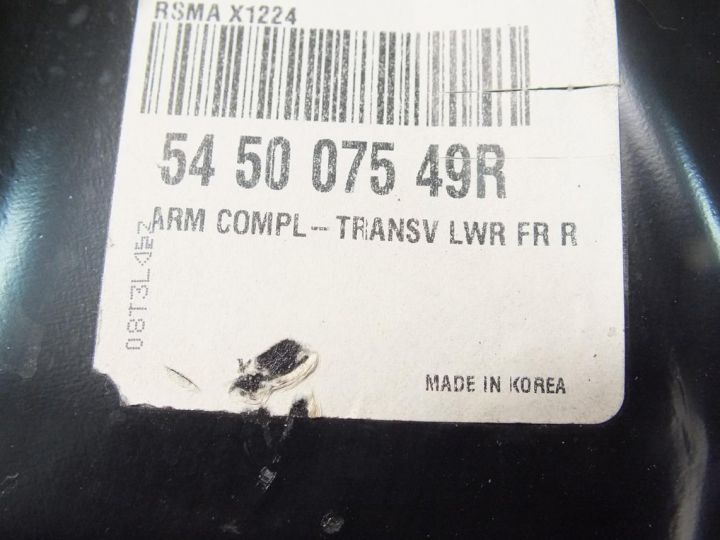 RSMA X1224
54 50 075 49R
ARM COMPL-TRANSV LWR FR R
MADE IN KOREA